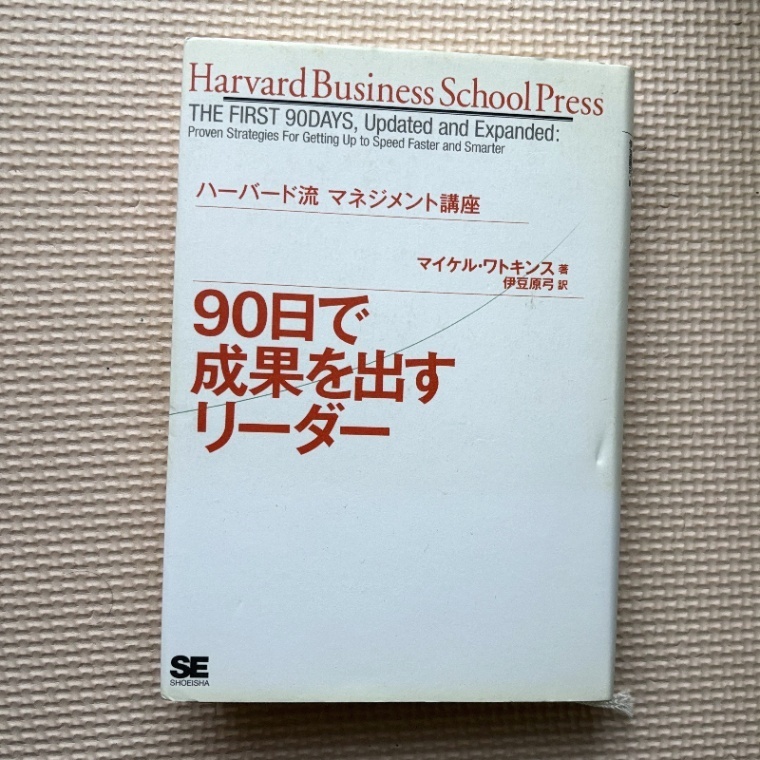 Harvard Business School Press
THE FIRST 90DAYS, Updated and Expanded:
Proven Strategies For Getting Up to Speed Faster and Smarter
ハーバード流 マネジメント講座
マイケル・ワトキンス 著
伊豆原弓 訳
90日で
成果を出す
リーダー
SE
SHOEISHA